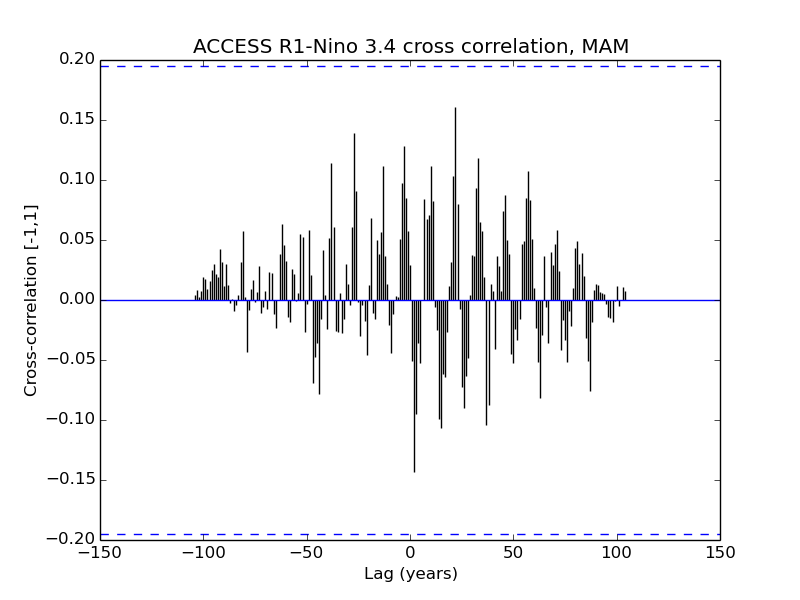 ACCESS R1-Nino 3.4 cross correlation, MAM
0.20
0.15
0.10
0.05
0.00
−0.05
−0.10
−0.15
−0.20
Cross-correlation [-1,1]
−150 −100 −50 0 50 100 150
Lag (years)